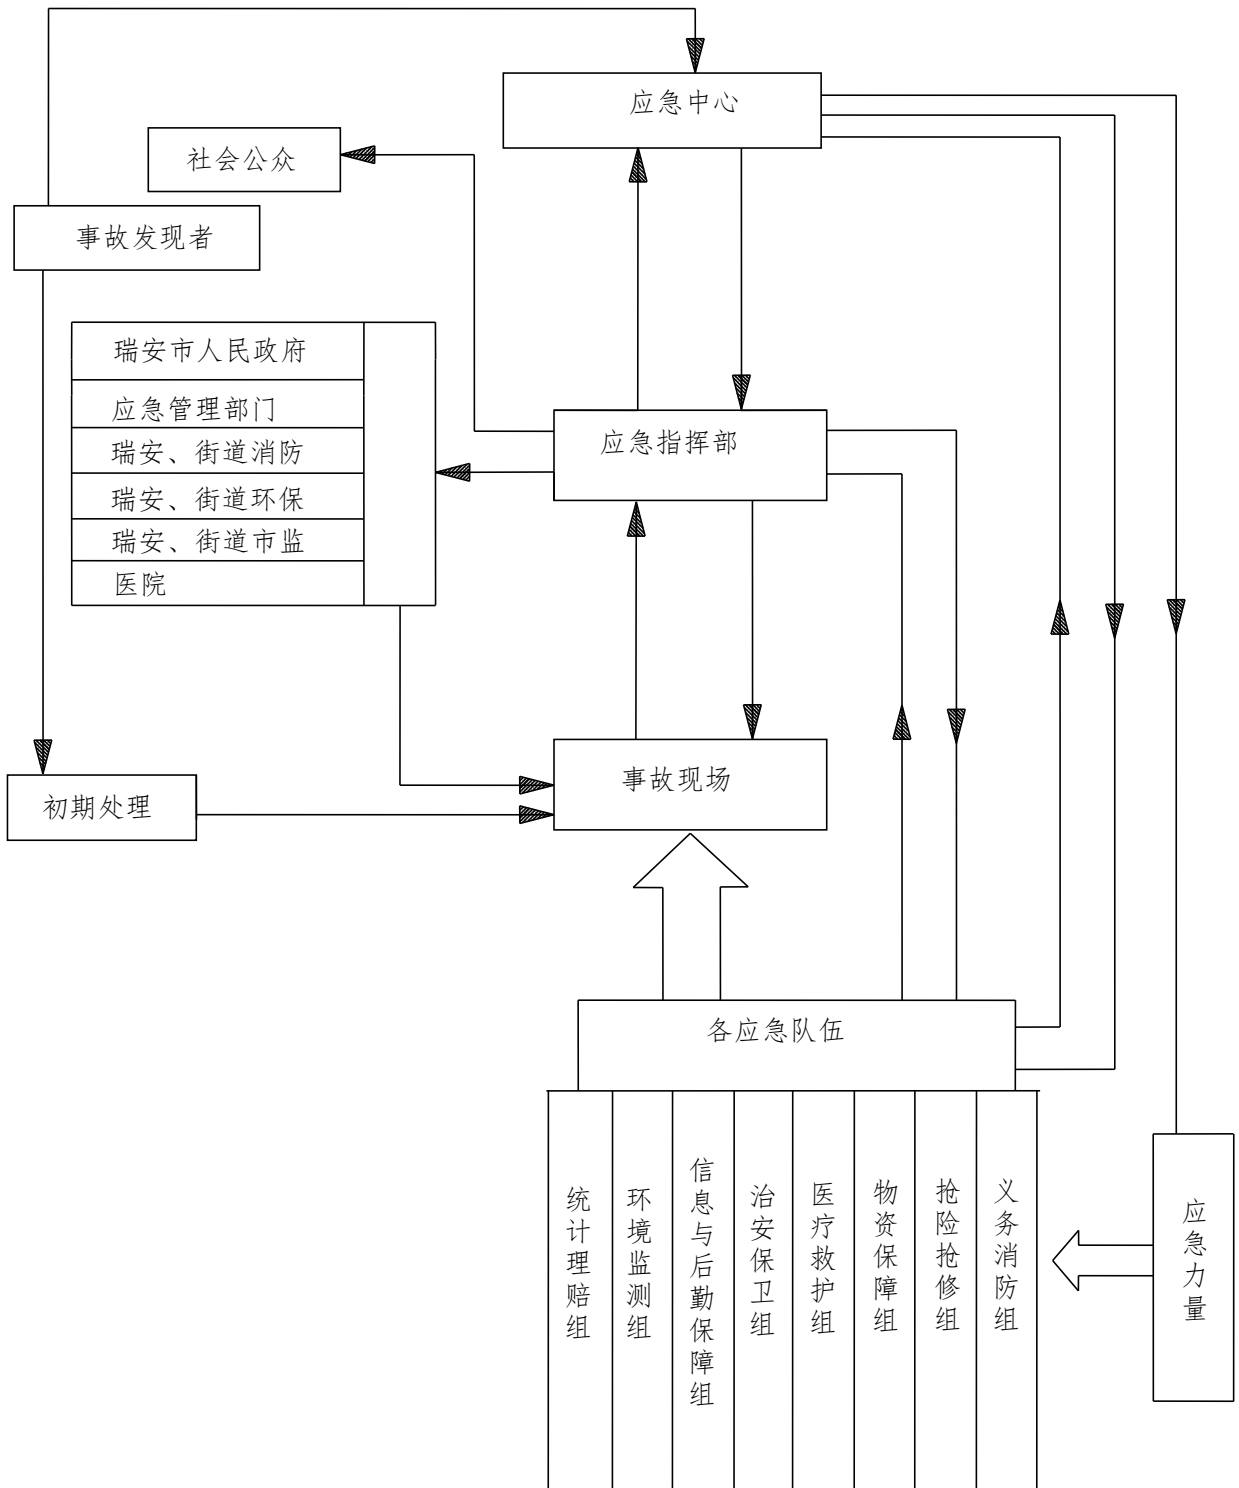 应急中心
社会公众
事故发现者
瑞安市人民政府
应急管理部门
瑞安、街道消防
瑞安、街道环保
瑞安、街道市监
医院
应急指挥部
事故现场
初期处理
各应急队伍
统计理赔组
环境监测组
信息与后勤保障组
治安保卫组
医疗救护组
物资保障组
抢险抢修组
义务消防组
应急力量